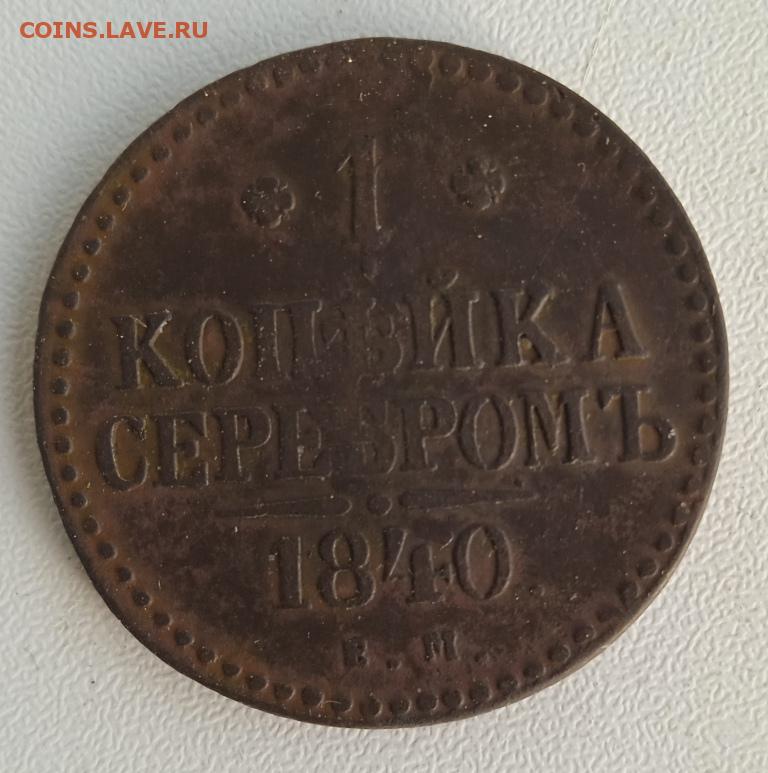 COINS.LAVE.RU
1
КОПѢЙКА
СЕРЕБРОМЪ
1840.
Е.М.